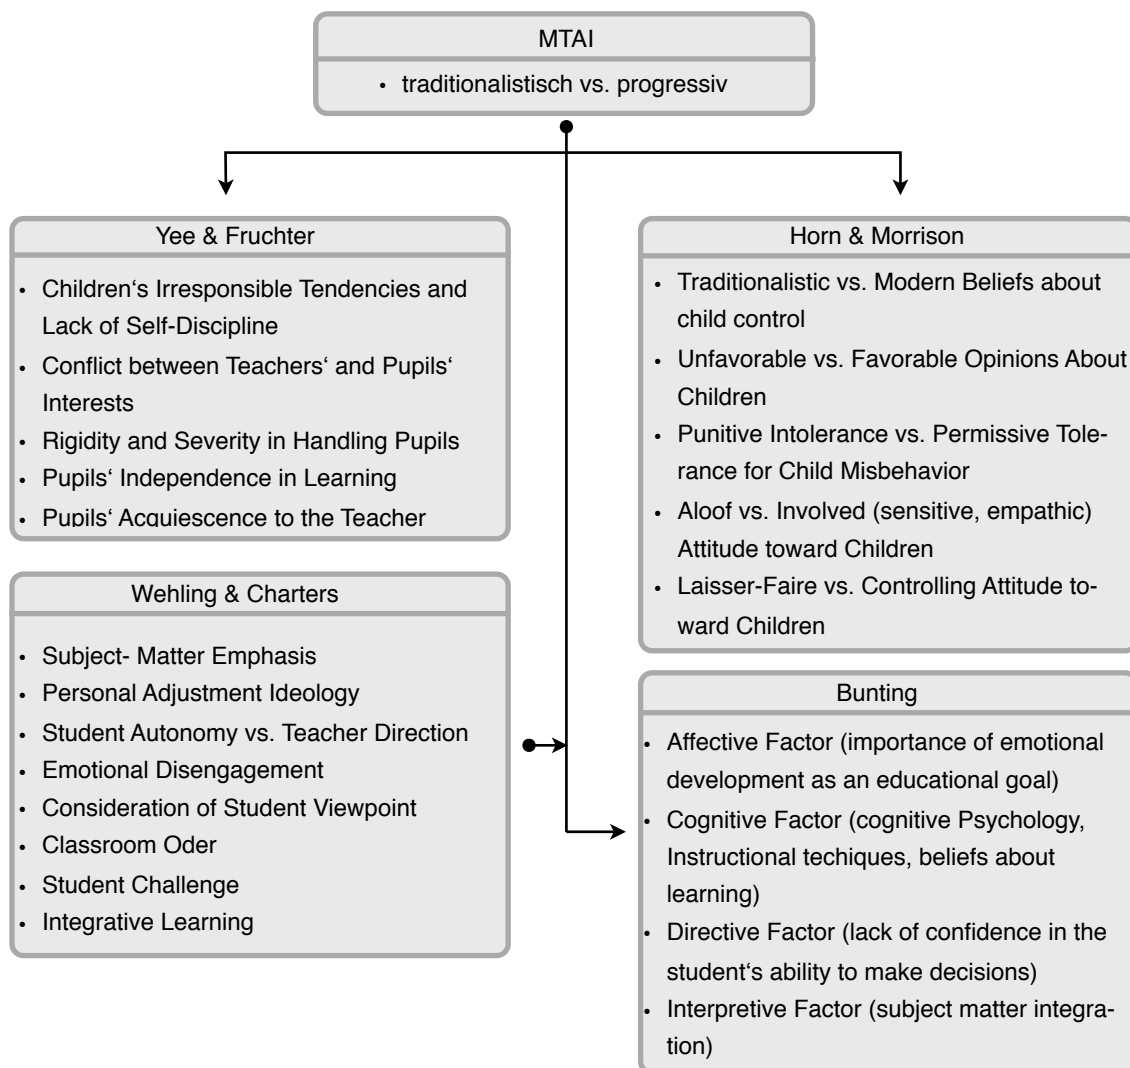 MTAI
• traditionalistisch vs. progressiv
Yee & Fruchter
• Children‘s Irresponsible Tendencies and
Lack of Self-Discipline
• Conflict between Teachers‘ and Pupils‘
Interests
• Rigidity and Severity in Handling Pupils
• Pupils‘ Independence in Learning
• Pupils‘ Acquiescence to the Teacher
Horn & Morrison
• Traditionalistic vs. Modern Beliefs about
child control
• Unfavorable vs. Favorable Opinions About
Children
• Punitive Intolerance vs. Permissive Tole-
rance for Child Misbehavior
• Aloof vs. Involved (sensitive, empathic)
Attitude toward Children
• Laisser-Faire vs. Controlling Attitude to-
ward Children
Wehling & Charters
• Subject- Matter Emphasis
• Personal Adjustment Ideology
• Student Autonomy vs. Teacher Direction
• Emotional Disengagement
• Consideration of Student Viewpoint
• Classroom Oder
• Student Challenge
• Integrative Learning
Bunting
• Affective Factor (importance of emotional
development as an educational goal)
• Cognitive Factor (cognitive Psychology,
Instructional techiques, beliefs about
learning)
• Directive Factor (lack of confidence in the
student‘s ability to make decisions)
• Interpretive Factor (subject matter integra-
tion)